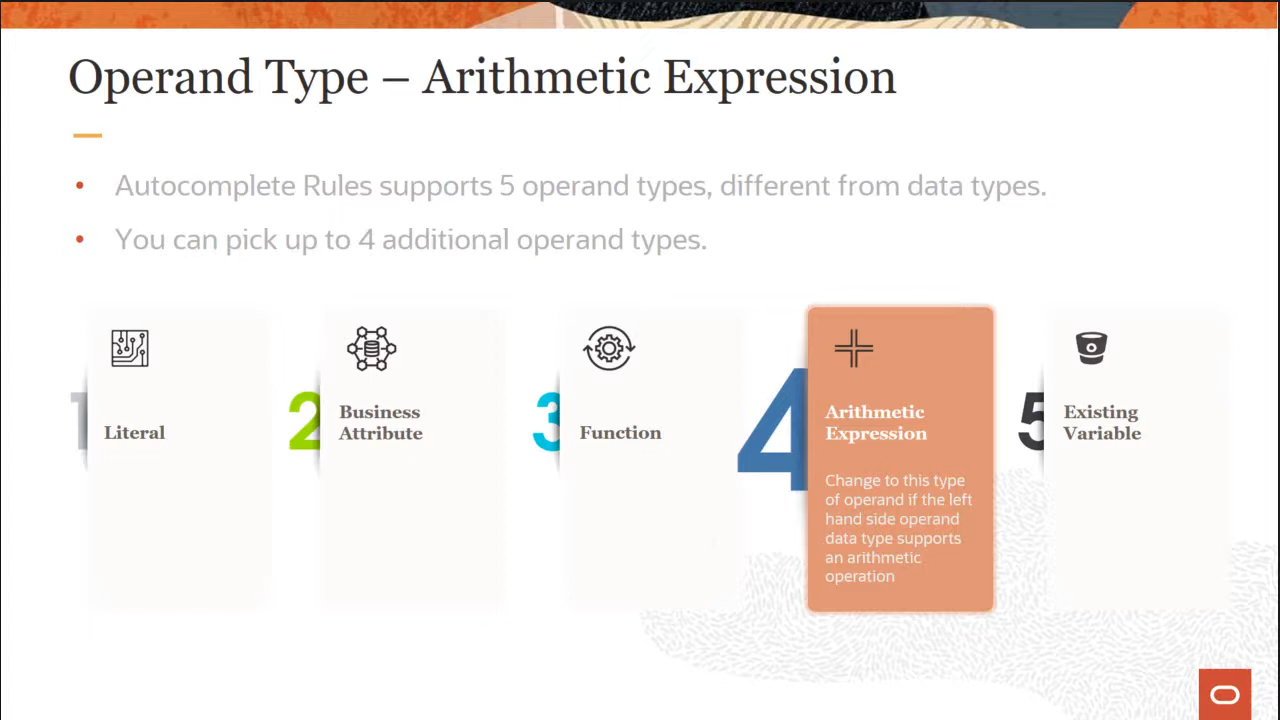 Operand Type – Arithmetic Expression
• Autocomplete Rules supports 5 operand types, different from data types.
• You can pick up to 4 additional operand types.
1
Literal
2
Business
Attribute
3
Function
4
Arithmetic
Expression
Change to this type
of operand if the left
hand side operand
data type supports
an arithmetic
operation
5
Existing
Variable